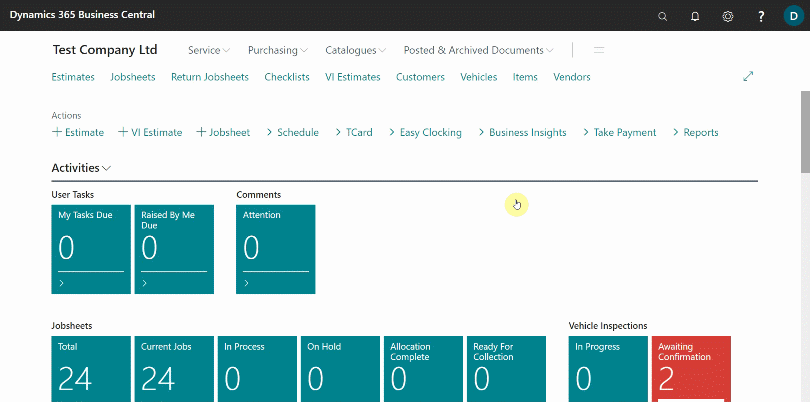 Dynamics 365 Business Central
?
D
Test Company Ltd
Service
Purchasing
Catalogues
Posted & Archived Documents
Estimates
Jobsheets
Return Jobsheets
Checklists
VI Estimates
Customers
Vehicles
Items
Vendors
Actions
+ Estimate
+ VI Estimate
+ Jobsheet
> Schedule
> TCard
> Easy Clocking
> Business Insights
> Take Payment
> Reports
Activities
User Tasks
Comments
My Tasks Due
0
Raised By Me
Due
0
Attention
0
Jobsheets
Vehicle Inspections
Total
24
Current Jobs
24
In Process
0
On Hold
0
Allocation
Complete
0
Ready For
Collection
0
In Progress
0
Awaiting
Confirmation
2